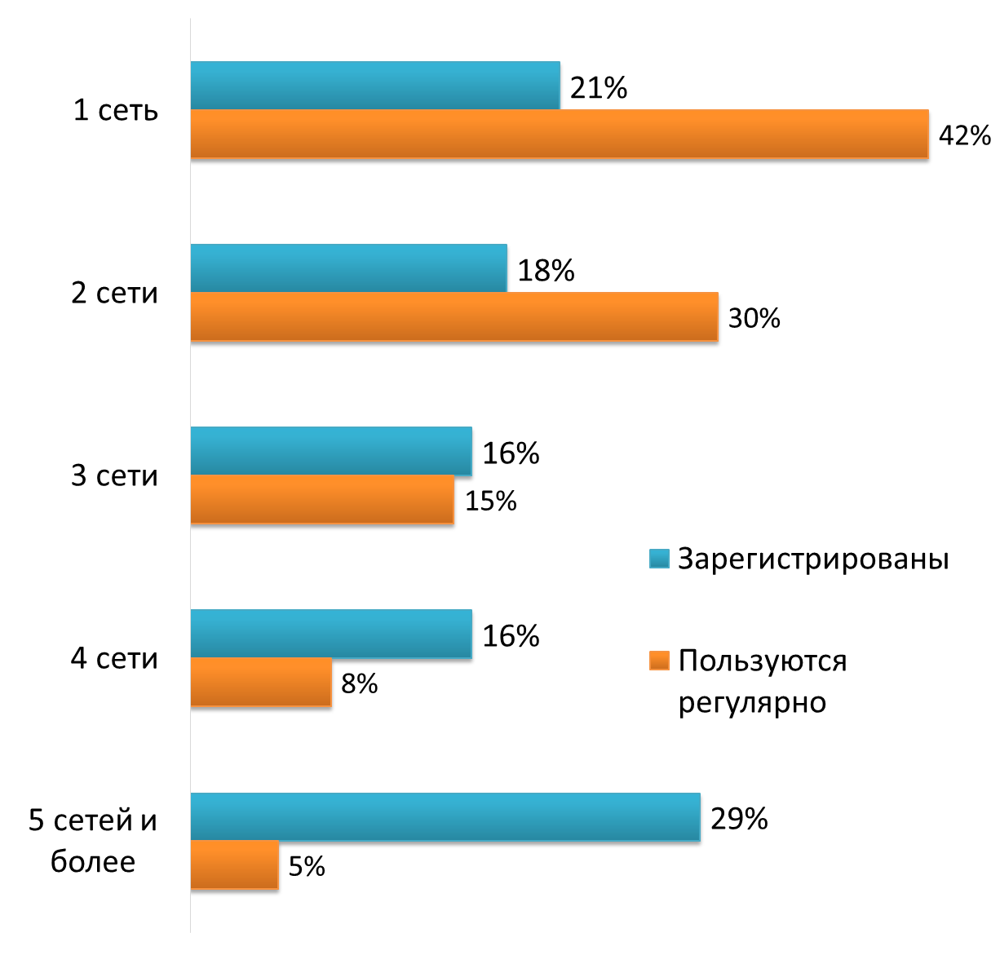 1 сеть
21%
42%
2 сети
18%
30%
3 сети
16%
15%
Зарегистрированы
4 сети
16%
8%
Пользуются
регулярно
5 сетей и
более
29%
5%